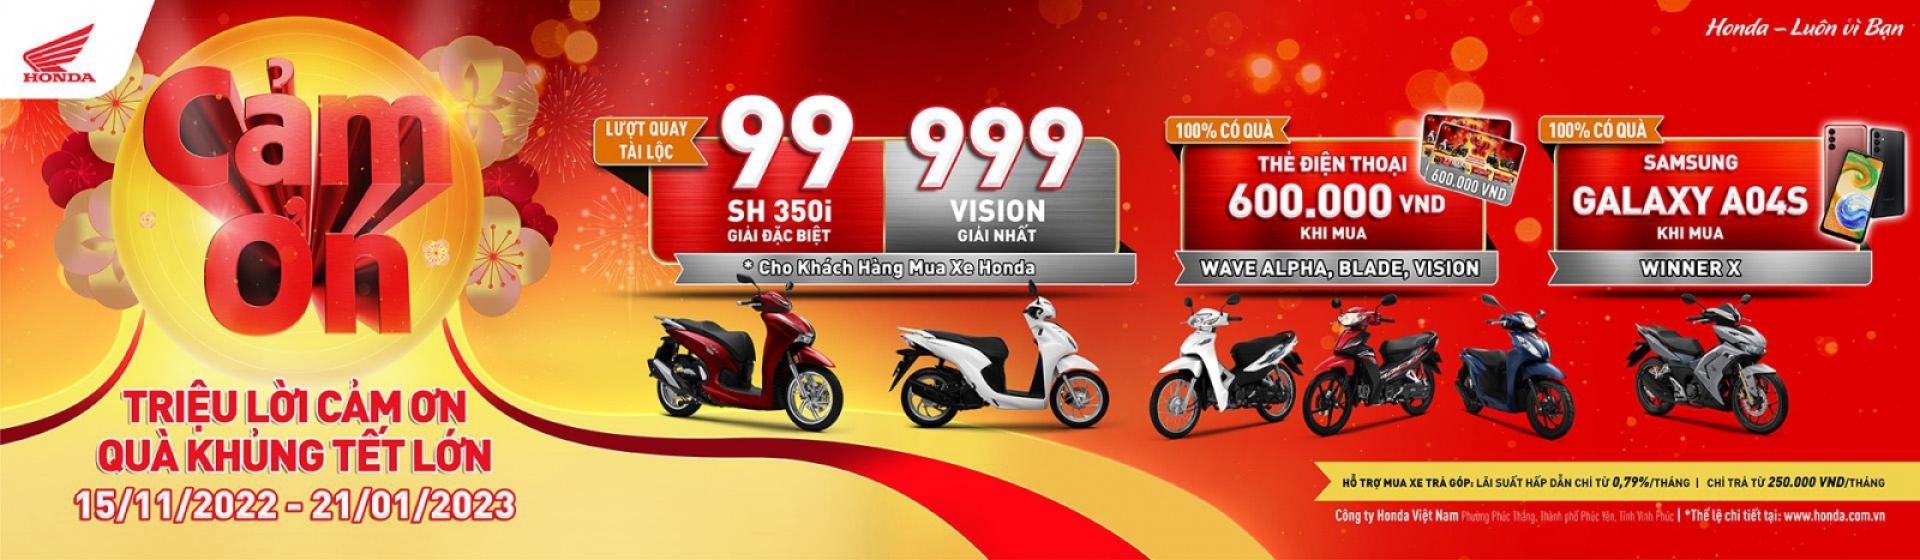 HONDA
Cảm
Ơn
TRIỆU LỜI CẢM ƠN
QUÀ KHỦNG TẾT LỚN
15/11/2022 - 21/01/2023
Honda – Luôn vì Bạn
LƯỢT QUAY
TÀI LỘC
99
SH 350i
GIẢI ĐẶC BIỆT
999
VISION
GIẢI NHẤT
* Cho Khách Hàng Mua Xe Honda
100% CÓ QUÀ
THẺ ĐIỆN THOẠI
600.000 VND
KHI MUA
600.000 VND
WAVE ALPHA, BLADE, VISION
100% CÓ QUÀ
SAMSUNG
GALAXY A04S
KHI MUA
WINNER X
HỖ TRỢ MUA XE TRẢ GÓP: LÃI SUẤT HẤP DẪN CHỈ TỪ 0,79%/THÁNG | CHỈ TRẢ TỪ 250.000 VND/THÁNG
Công ty Honda Việt Nam Phường Phúc Thắng, Thành phố Phúc Yên, Tỉnh Vĩnh Phúc | *Thể lệ chi tiết tại: www.honda.com.vn